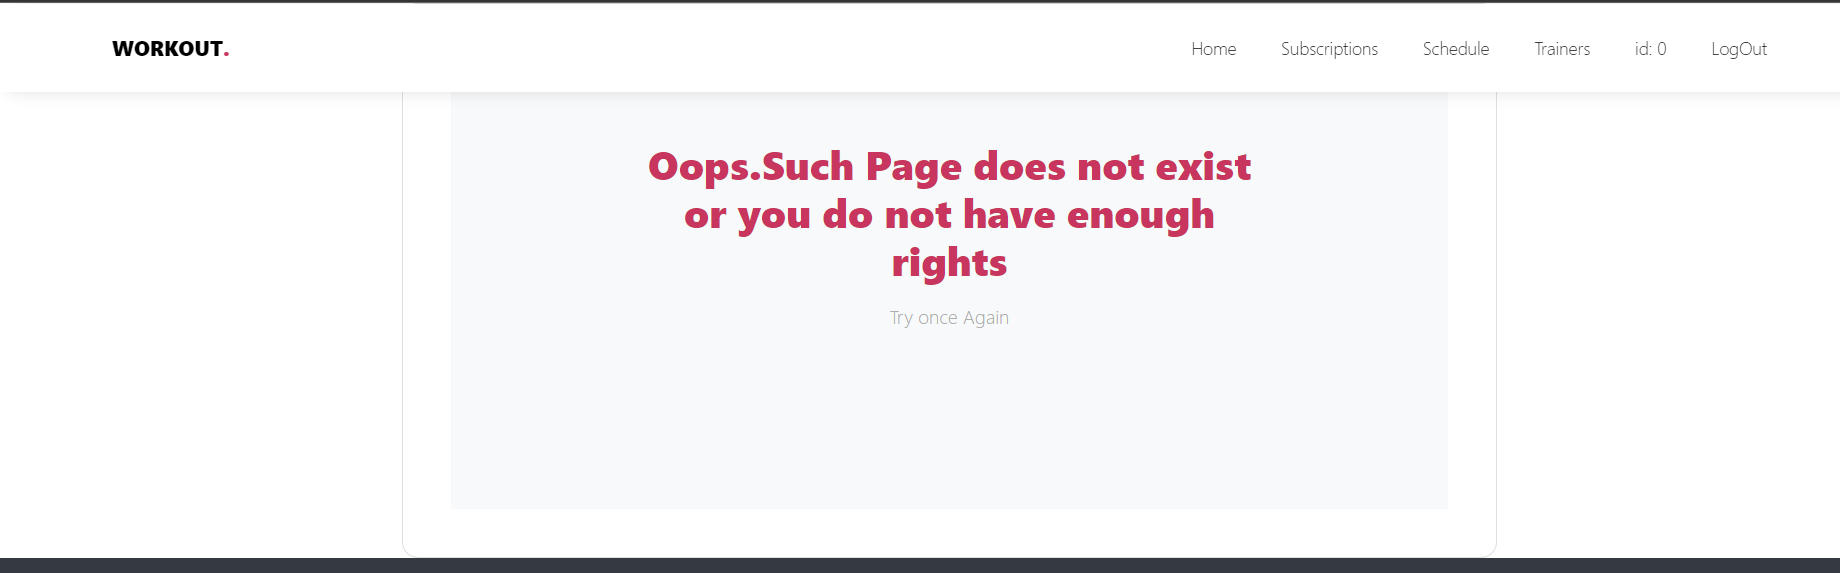 WORKOUT. Home Subscriptions Schedule Trainers id: 0 LogOut
Oops.Such Page does not exist
or you do not have enough
rights
Try once Again